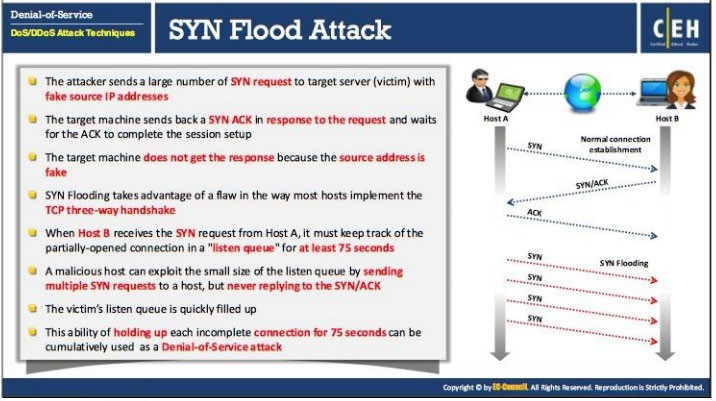 Denial-of-Service
DoS/DDoS Attack Techniques
SYN Flood Attack
CEH
Certified Ethical Hacker
The attacker sends a large number of SYN request to target server (victim) with
fake source IP addresses
The target machine sends back a SYN ACK in response to the request and waits
for the ACK to complete the session setup
The target machine does not get the response because the source address is
fake
SYN Flooding takes advantage of a flaw in the way most hosts implement the
TCP three-way handshake
When Host B receives the SYN request from Host A, it must keep track of the
partially-opened connection in a "listen queue" for at least 75 seconds
A malicious host can exploit the small size of the listen queue by sending
multiple SYN requests to a host, but never replying to the SYN/ACK
The victim's listen queue is quickly filled up
This ability of holding up each incomplete connection for 75 seconds can be
cumulatively used as a Denial-of-Service attack
Host A
Host B
SYN
Normal connection
establishment
SYN/ACK
ACK
SYN
SYN Flooding
SYN
SYN
SYN
Copyright © by EC-Council. All Rights Reserved. Reproduction is Strictly Prohibited.